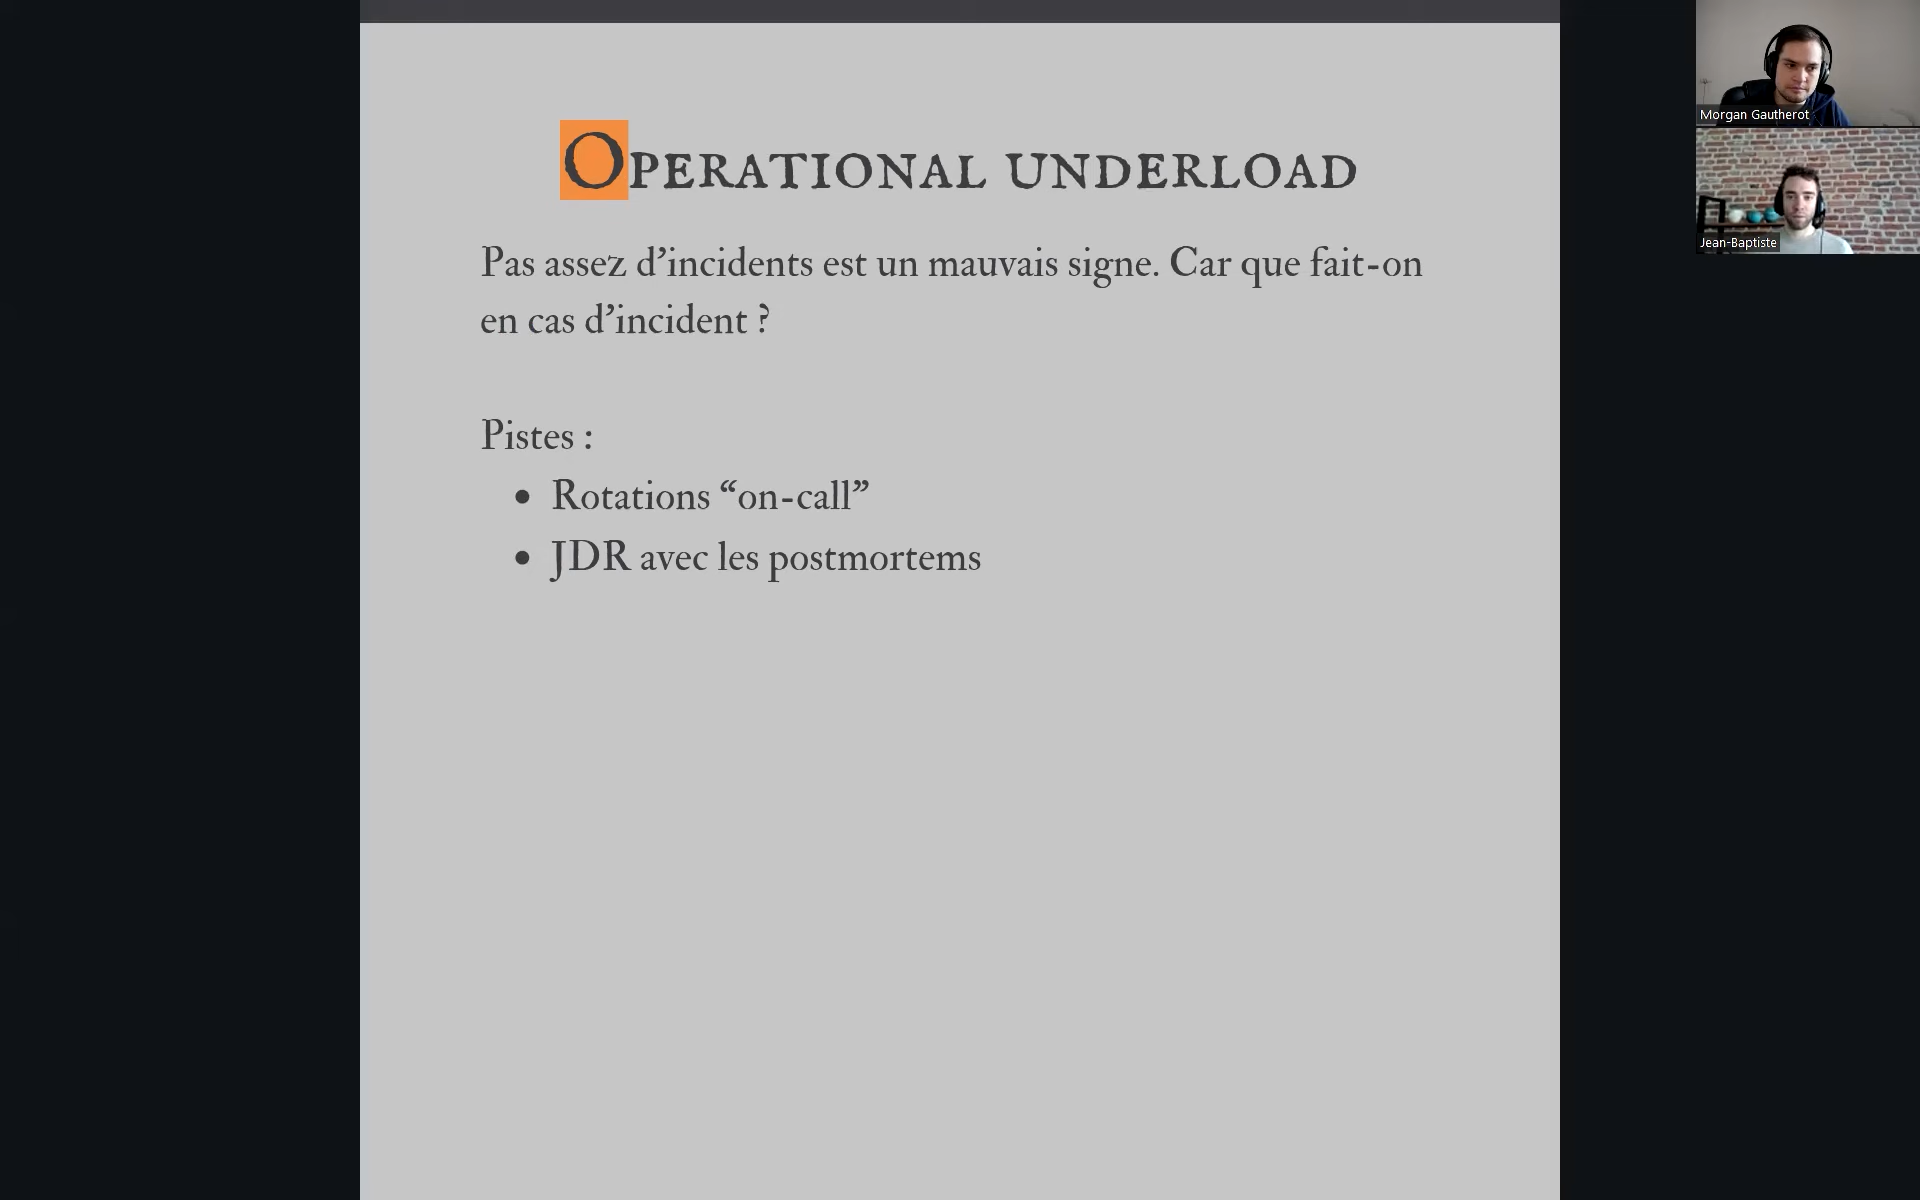 Operational underload
Pas assez d’incidents est un mauvais signe. Car que fait-on
en cas d’incident ?
Pistes :
• Rotations “on-call”
• JDR avec les postmortems
Morgan Gautherot
Jean-Baptiste